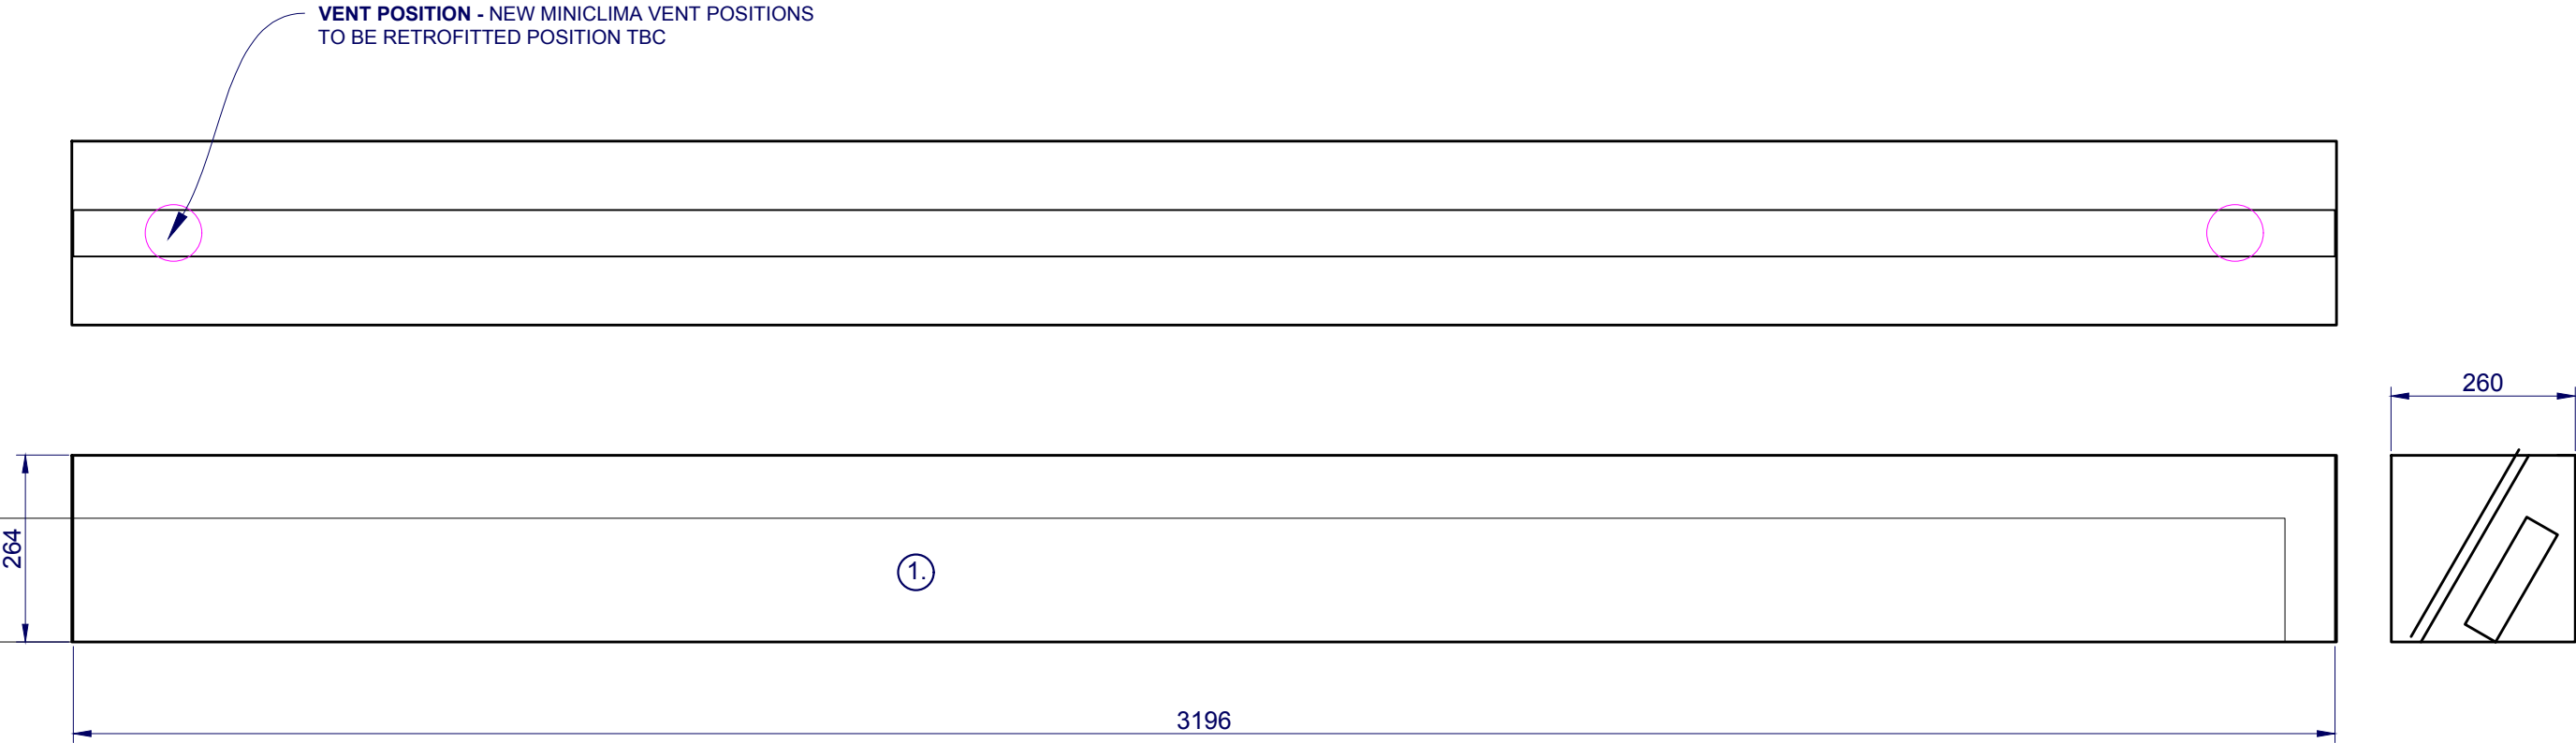 VENT POSITION - NEW MINICLIMA VENT POSITIONS
TO BE RETROFITTED POSITION TBC
260
264
1.
3196